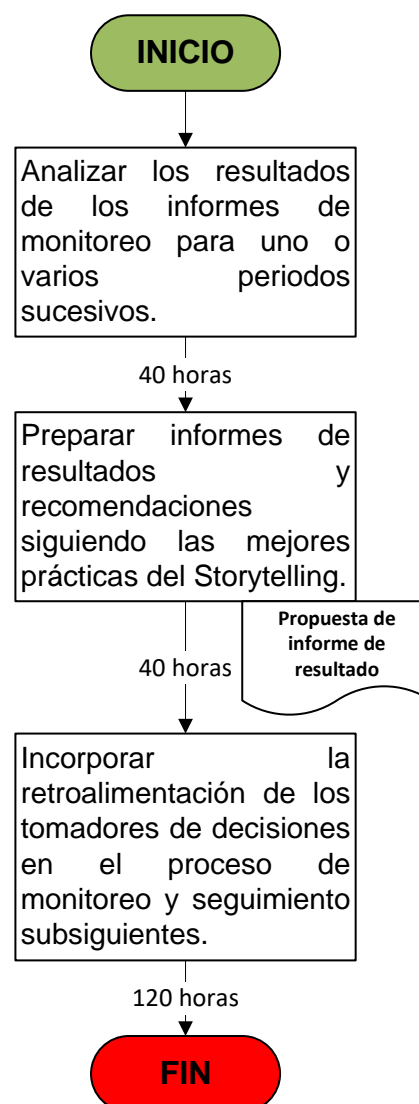 INICIO
Analizar los resultados
de los informes de
monitoreo para uno o
varios periodos
sucesivos.
40 horas
Preparar informes de
resultados y
recomendaciones
siguiendo las mejores
prácticas del Storytelling.
Propuesta de
informe de
resultado
40 horas
Incorporar la
retroalimentación de los
tomadores de decisiones
en el proceso de
monitoreo y seguimiento
subsiguientes.
120 horas
FIN